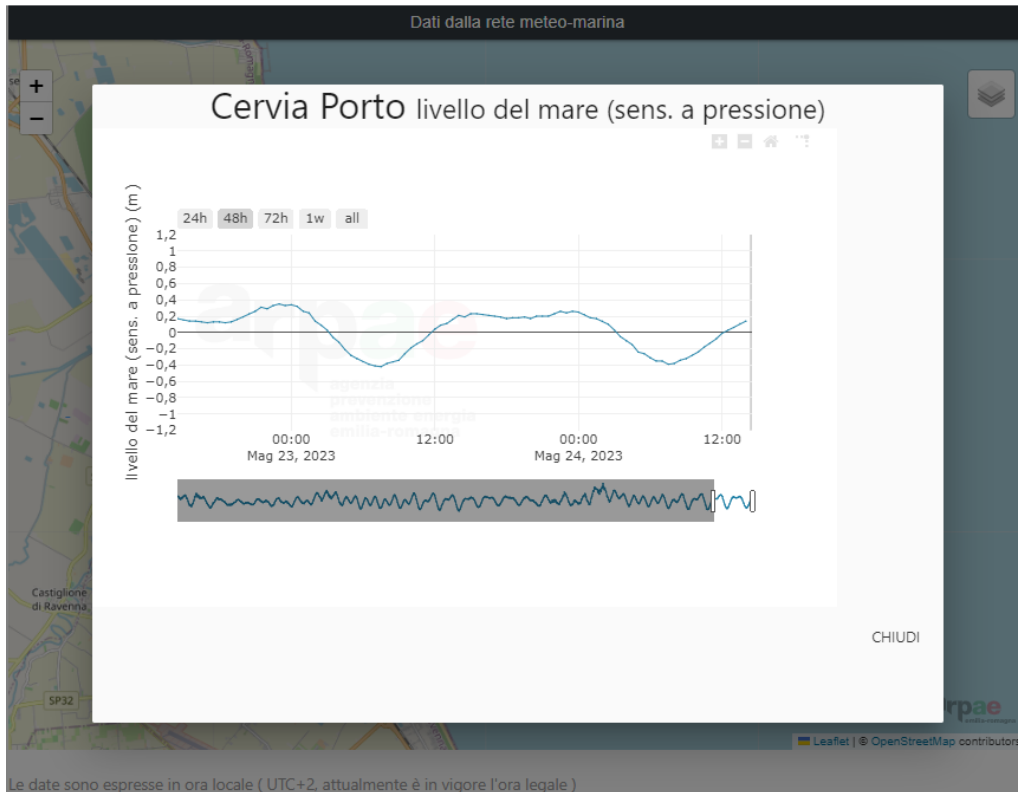 Dati dalla rete meteo-marina
+
−
Cervia Porto livello del mare (sens. a pressione)
livello del mare (sens. a pressione) (m)
24h 48h 72h 1w all
1,2
1
0,8
0,6
0,4
0,2
0
−0,2
−0,4
−0,6
−0,8
−1
−1,2
arpae
agenzia
prevenzione
ambiente energia
emilia-romagna
00:00 12:00 00:00 12:00
Mag 23, 2023 Mag 24, 2023
Castiglione
di Ravenna
CHIUDI
SP32
arpae
emilia-romagna
Leaflet | © OpenStreetMap contributors
Le date sono espresse in ora locale ( UTC+2, attualmente è in vigore l'ora legale )